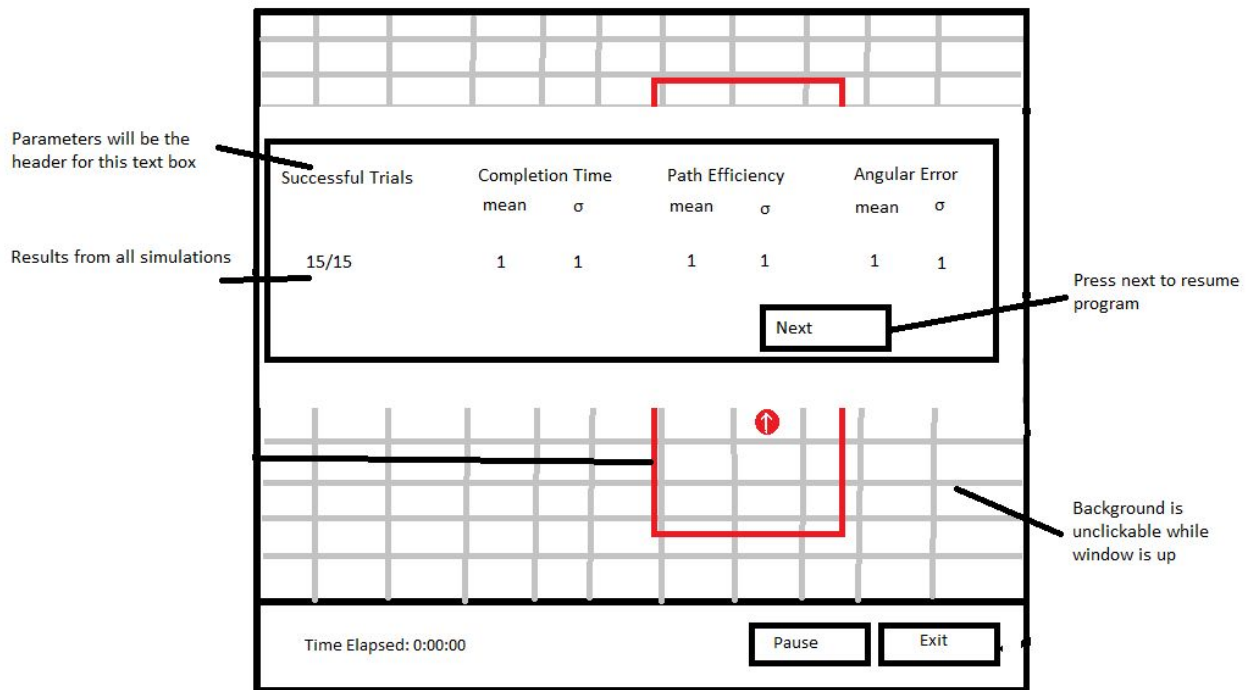 Parameters will be the
header for this text box
Successful Trials Completion Time Path Efficiency Angular Error
mean σ mean σ mean σ
Results from all simulations
15/15 1 1 1 1 1 1
Press next to resume
program
Next
Background is
unclickable while
window is up
Time Elapsed: 0:00:00 Pause Exit